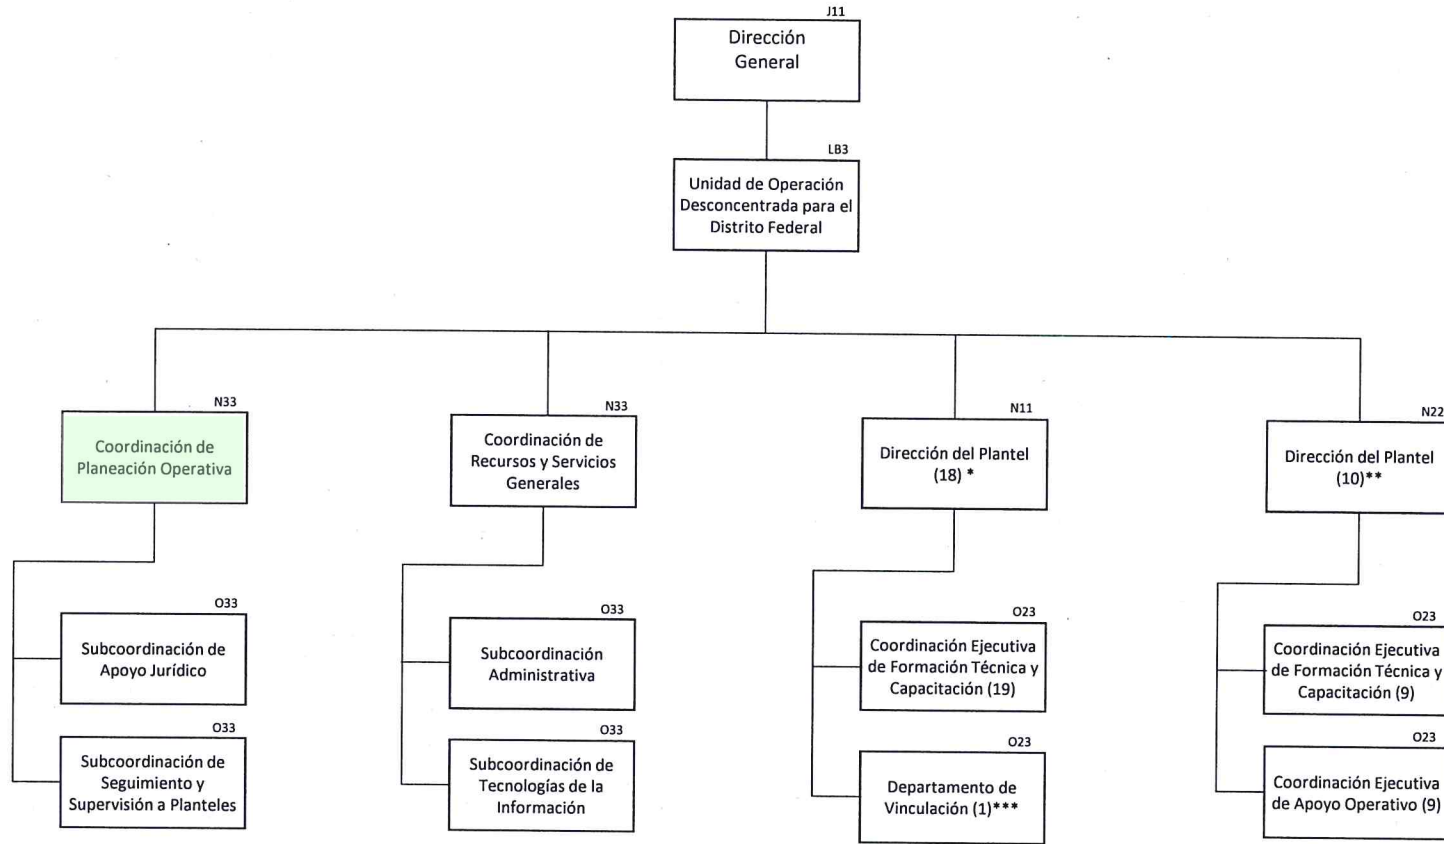 J11
Dirección
General
LB3
Unidad de Operación
Desconcentrada para el
Distrito Federal
N33
Coordinación de
Planeación Operativa
N33
Coordinación de
Recursos y Servicios
Generales
N11
Dirección del Plantel
(18) *
N22
Dirección del Plantel
(10)**
O33
Subcoordinación de
Apoyo Jurídico
O33
Subcoordinación
Administrativa
O23
Coordinación Ejecutiva
de Formación Técnica y
Capacitación (19)
O23
Coordinación Ejecutiva
de Formación Técnica y
Capacitación (9)
O33
Subcoordinación de
Seguimiento y
Supervisión a Planteles
O33
Subcoordinación de
Tecnologías de la
Información
O23
Departamento de
Vinculación (1)***
O23
Coordinación Ejecutiva
de Apoyo Operativo (9)